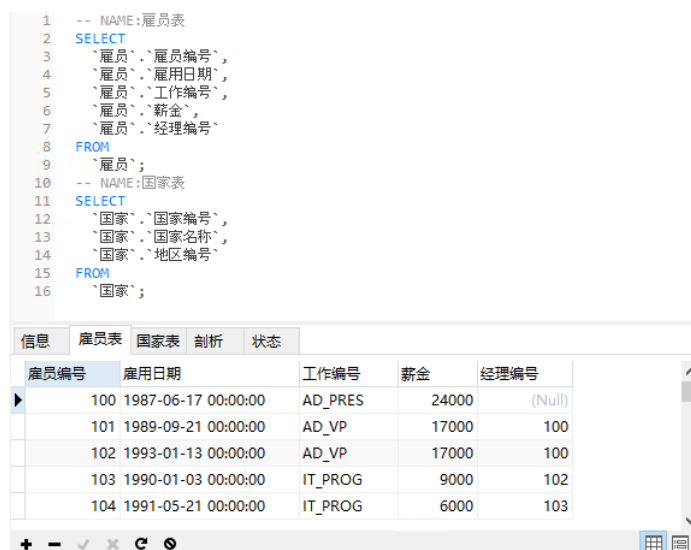 1 -- NAME:雇员表
2 SELECT
3 `雇员`.`雇员编号`,
4 `雇员`.`雇用日期`,
5 `雇员`.`工作编号`,
6 `雇员`.`薪金`,
7 `雇员`.`经理编号`
8 FROM
9 `雇员`;
10 -- NAME:国家表
11 SELECT
12 `国家`.`国家编号`,
13 `国家`.`国家名称`,
14 `国家`.`地区编号`
15 FROM
16 `国家`;
信息 雇员表 国家表 剖析 状态
雇员编号 雇用日期 工作编号 薪金 经理编号
100 1987-06-17 00:00:00 AD_PRES 24000 (Null)
101 1989-09-21 00:00:00 AD_VP 17000 100
102 1993-01-13 00:00:00 AD_VP 17000 100
103 1990-01-03 00:00:00 IT_PROG 9000 102
104 1991-05-21 00:00:00 IT_PROG 6000 103